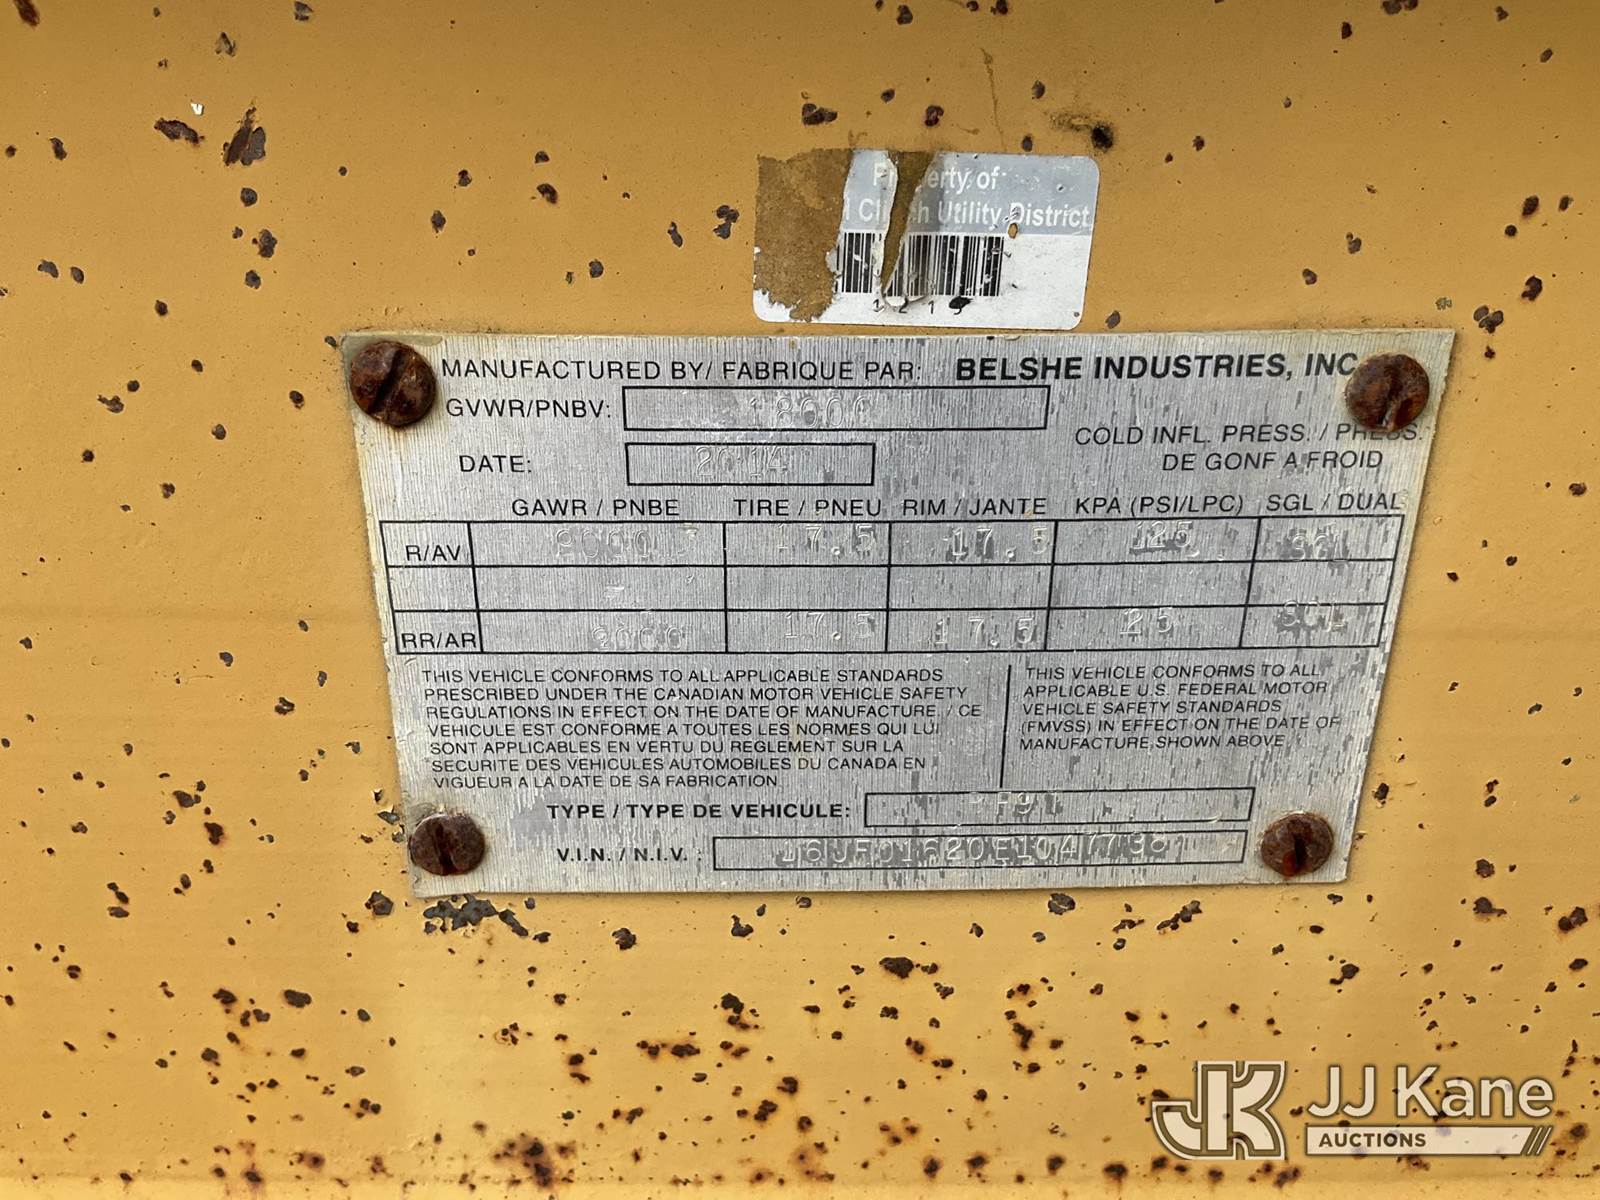 Property of
Utility District
1215
MANUFACTURED BY/ FABRIQUE PAR: BELSHE INDUSTRIES, INC
GVWR/PNBV: 18000
COLD INFL. PRESS. / PRESS.
DATE: 2014
DE GONF A FROID
GAWR / PNBE TIRE / PNEU RIM / JANTE KPA (PSI/LPC) SGL / DUAL
R/AV 17.5 17.5 125
RR/AR 9000 17.5 17.5
THIS VEHICLE CONFORMS TO ALL APPLICABLE STANDARDS
PRESCRIBED UNDER THE CANADIAN MOTOR VEHICLE SAFETY
REGULATIONS IN EFFECT ON THE DATE OF MANUFACTURE. / CE
VEHICULE EST CONFORME A TOUTES LES NORMES QUI LUI
SONT APPLICABLES EN VERTU DU REGLEMENT SUR LA
SECURITE DES VEHICULES AUTOMOBILES DU CANADA EN
VIGUEUR A LA DATE DE SA FABRICATION
THIS VEHICLE CONFORMS TO ALL
APPLICABLE U.S. FEDERAL MOTOR
VEHICLE SAFETY STANDARDS
(FMVSS) IN EFFECT ON THE DATE OF
MANUFACTURE SHOWN ABOVE
TYPE / TYPE DE VEHICULE:
V.I.N. / N.I.V. : 16JF01620E1047738
JJ Kane
AUCTIONS